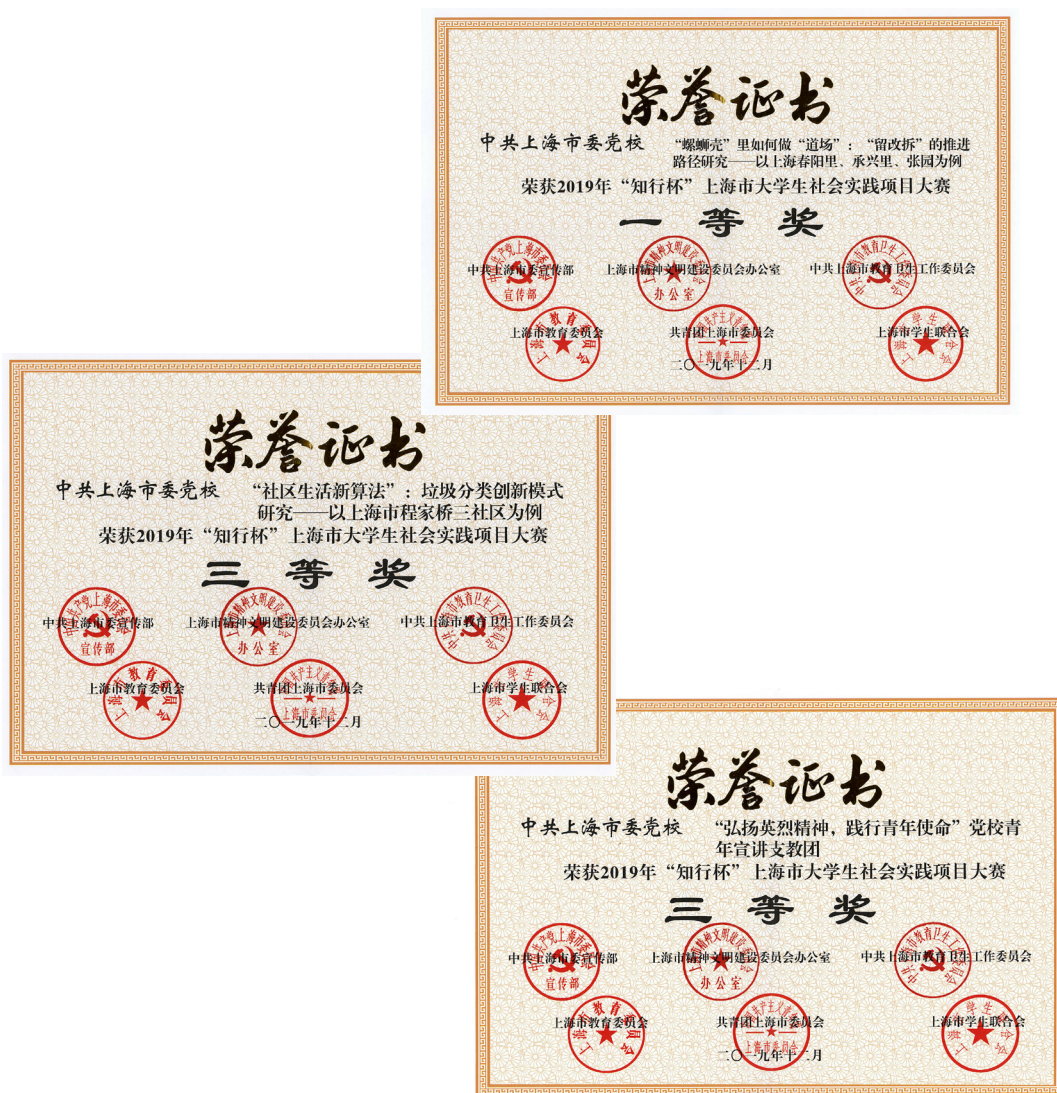 荣誉证书
中共上海市委党校 “螺蛳壳”里如何做“道场”：“留改拆”的推进
路径研究——以上海春阳里、承兴里、张园为例
荣获2019年“知行杯”上海市大学生社会实践项目大赛
一等奖
中共上海市委宣传部 上海市精神文明建设委员会办公室 中共上海市教育卫生工作委员会
宣传部 办公室
上海市教育委员会 共青团上海市委员会 上海市学生联合会
二〇一九年十二月
荣誉证书
中共上海市委党校 “社区生活新算法”：垃圾分类创新模式
研究——以上海市程家桥三社区为例
荣获2019年“知行杯”上海市大学生社会实践项目大赛
三等奖
中共上海市委宣传部 上海市精神文明建设委员会办公室 中共上海市教育卫生工作委员会
宣传部 办公室
上海市教育委员会 共青团上海市委员会 上海市学生联合会
二〇一九年十二月
荣誉证书
中共上海市委党校 “弘扬英烈精神，践行青年使命”党校青
年宣讲支教团
荣获2019年“知行杯”上海市大学生社会实践项目大赛
三等奖
中共上海市委宣传部 上海市精神文明建设委员会办公室 中共上海市教育卫生工作委员会
宣传部 办公室
上海市教育委员会 共青团上海市委员会 上海市学生联合会
二〇一九年十二月